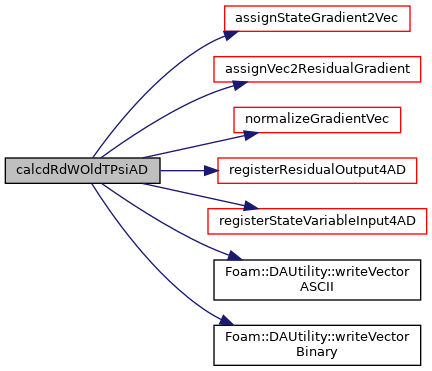 assignStateGradient2Vec
assignVec2ResidualGradient
normalizeGradientVec
calcdRdWOldTPsiAD
registerResidualOutput4AD
registerStateVariableInput4AD
Foam::DAUtility::writeVector
ASCII
Foam::DAUtility::writeVector
Binary